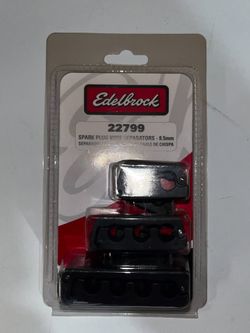 Edelbrock
22799
SPARK PLUG WIRE SEPARATORS - 8.5mm